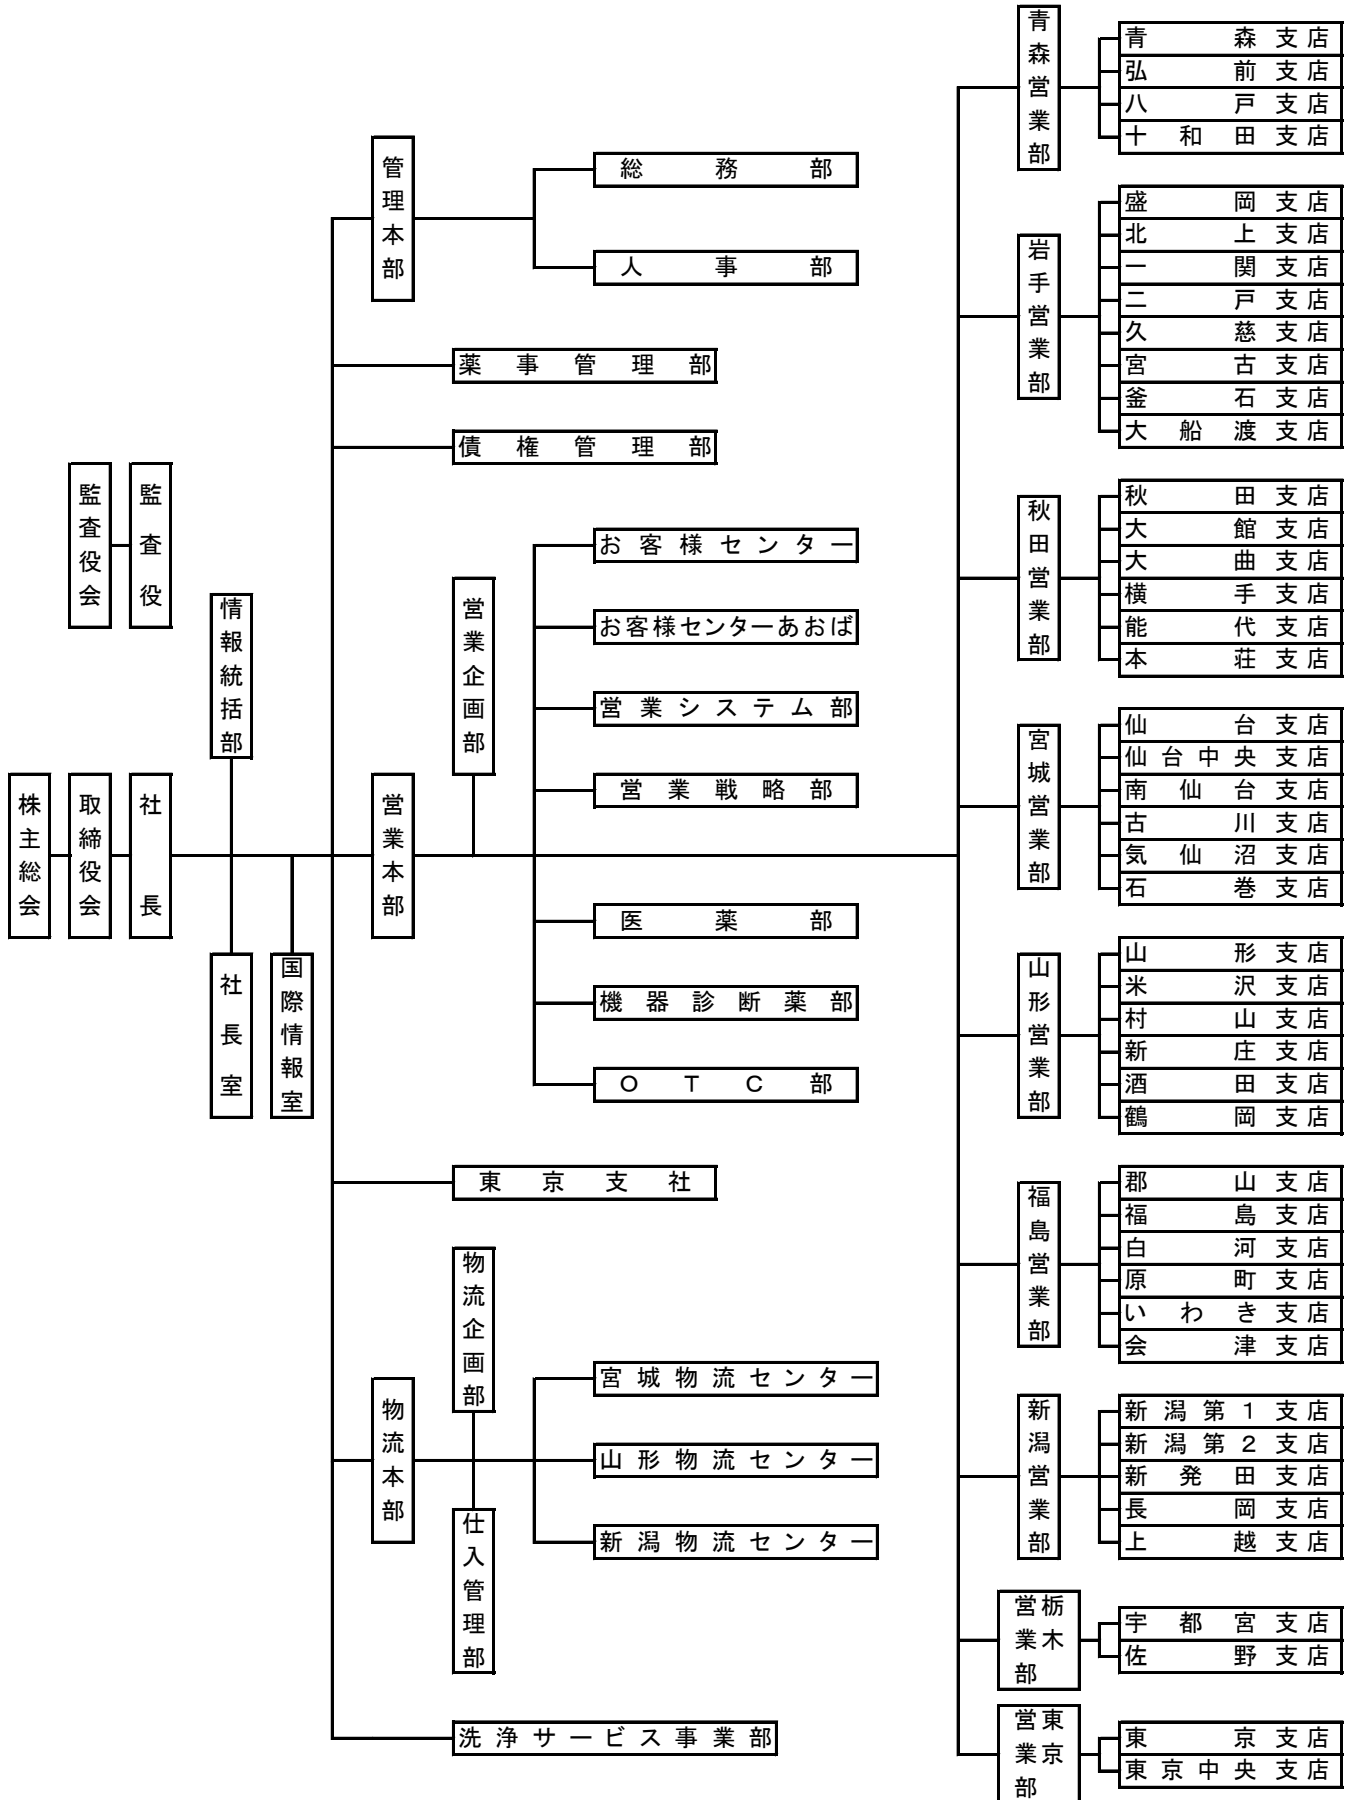 株主総会
取締役会
社長
監査役会
監査役
情報統括部
社長室
国際情報室
管理本部
総務部
人事部
薬事管理部
債権管理部
営業本部
営業企画部
お客様センター
お客様センターあおば
営業システム部
営業戦略部
医薬部
機器診断薬部
OTC部
東京支社
物流本部
物流企画部
仕入管理部
宮城物流センター
山形物流センター
新潟物流センター
洗浄サービス事業部
青森営業部
青森支店
弘前支店
八戸支店
十和田支店
岩手営業部
盛岡支店
北上支店
一関支店
二戸支店
久慈支店
宮古支店
釜石支店
大船渡支店
秋田営業部
秋田支店
大館支店
大曲支店
横手支店
能代支店
本荘支店
宮城営業部
仙台支店
仙台中央支店
南仙台支店
古川支店
気仙沼支店
石巻支店
山形営業部
山形支店
米沢支店
村山支店
新庄支店
酒田支店
鶴岡支店
福島営業部
郡山支店
福島支店
白河支店
原町支店
いわき支店
会津支店
新潟営業部
新潟第1支店
新潟第2支店
新発田支店
長岡支店
上越支店
栃木営業部
宇都宮支店
佐野支店
東京営業部
東京支店
東京中央支店